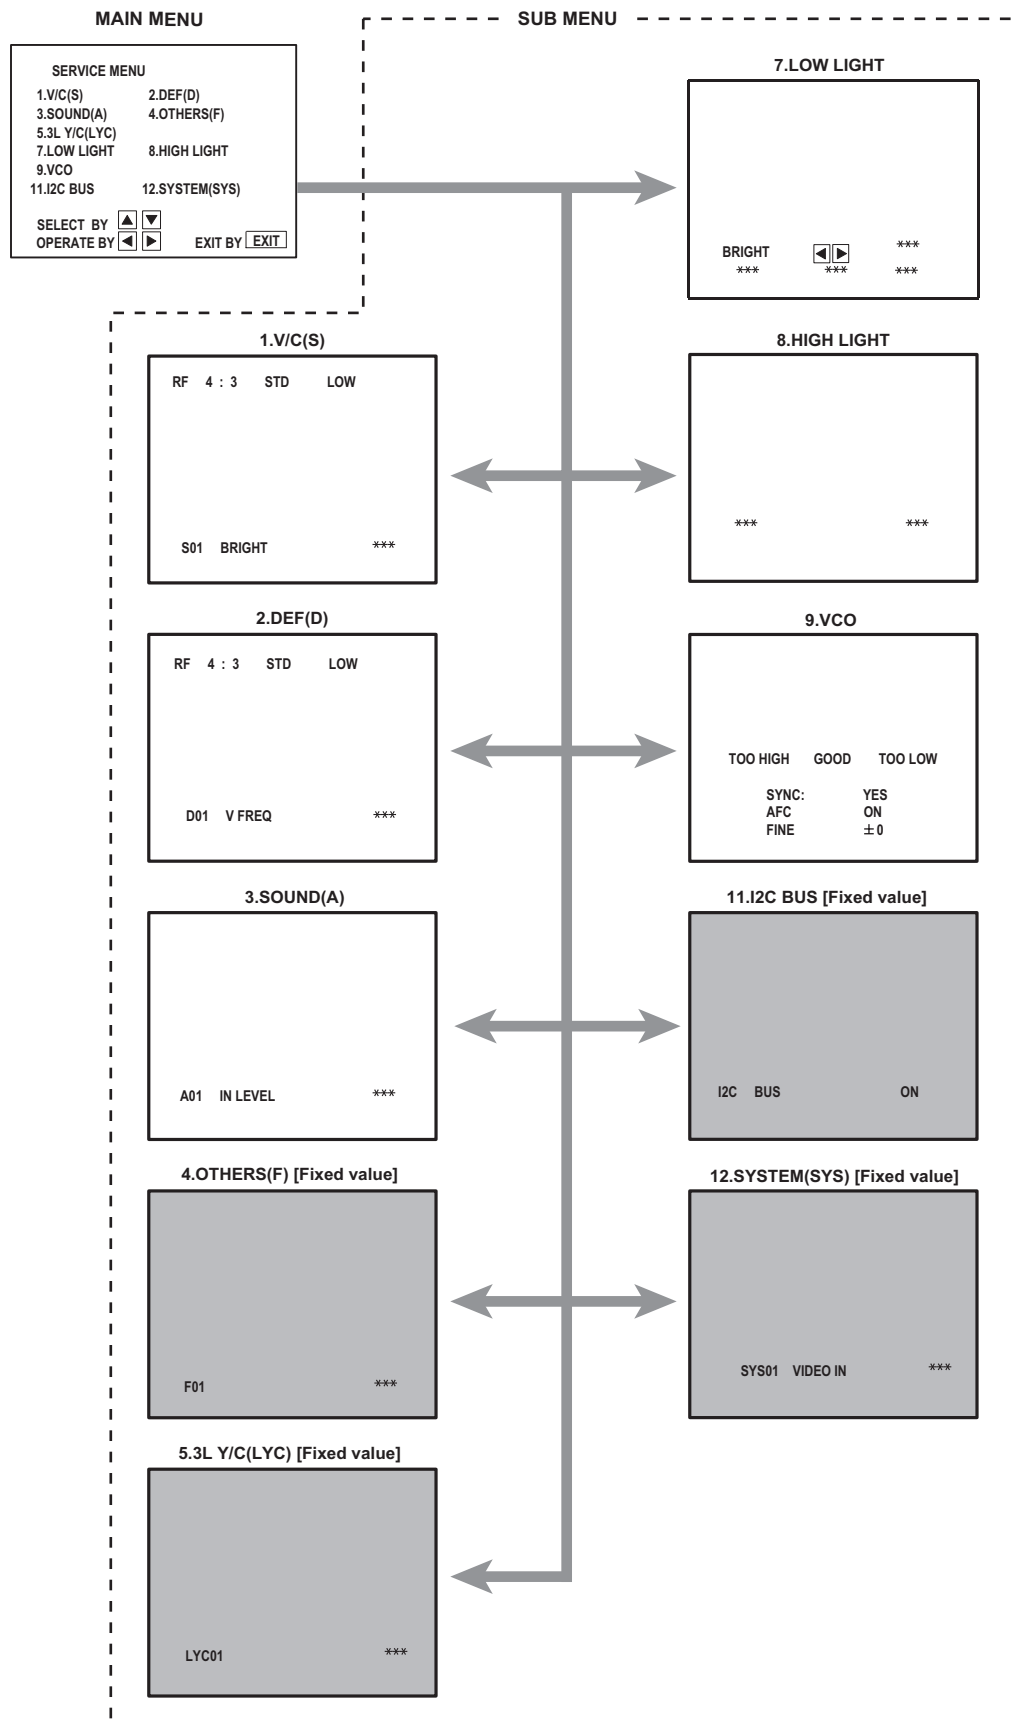 MAIN MENU
SUB MENU
SERVICE MENU
1.V/C(S) 2.DEF(D)
3.SOUND(A) 4.OTHERS(F)
5.3L Y/C(LYC)
7.LOW LIGHT 8.HIGH LIGHT
9.VCO
11.I2C BUS 12.SYSTEM(SYS)
SELECT BY ▲ ▼
OPERATE BY ◀ ▶ EXIT BY EXIT
7.LOW LIGHT
BRIGHT ◀ ▶ ***
*** *** ***
1.V/C(S)
RF 4 : 3 STD LOW
S01 BRIGHT ***
8.HIGH LIGHT
*** ***
2.DEF(D)
RF 4 : 3 STD LOW
D01 V FREQ ***
9.VCO
TOO HIGH GOOD TOO LOW
SYNC: YES
AFC ON
FINE ±0
3.SOUND(A)
A01 IN LEVEL ***
11.I2C BUS [Fixed value]
I2C BUS ON
4.OTHERS(F) [Fixed value]
F01 ***
12.SYSTEM(SYS) [Fixed value]
SYS01 VIDEO IN ***
5.3L Y/C(LYC) [Fixed value]
LYC01 ***